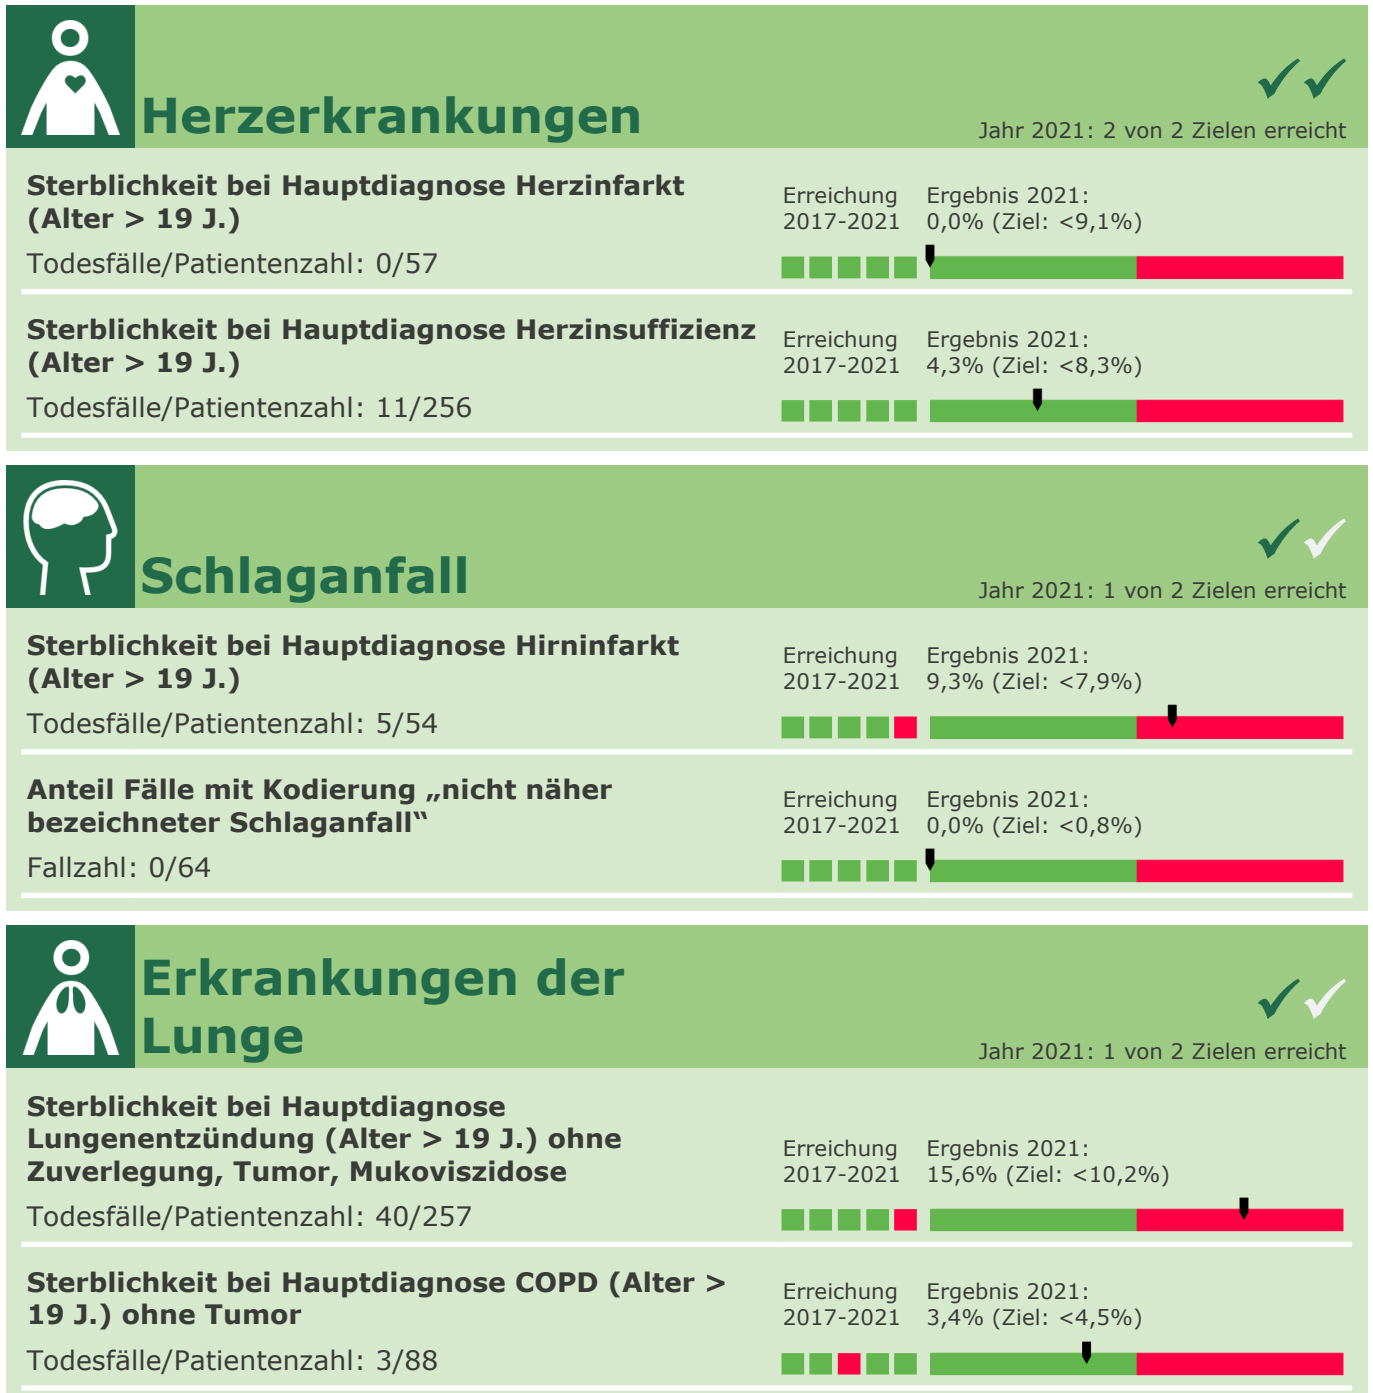 Herzerkrankungen
Jahr 2021: 2 von 2 Zielen erreicht
Sterblichkeit bei Hauptdiagnose Herzinfarkt
(Alter > 19 J.)
Todesfälle/Patientenzahl: 0/57
Erreichung
2017-2021
Ergebnis 2021:
0,0% (Ziel: <9,1%)
Sterblichkeit bei Hauptdiagnose Herzinsuffizienz
(Alter > 19 J.)
Todesfälle/Patientenzahl: 11/256
Erreichung
2017-2021
Ergebnis 2021:
4,3% (Ziel: <8,3%)
Schlaganfall
Jahr 2021: 1 von 2 Zielen erreicht
Sterblichkeit bei Hauptdiagnose Hirninfarkt
(Alter > 19 J.)
Todesfälle/Patientenzahl: 5/54
Erreichung
2017-2021
Ergebnis 2021:
9,3% (Ziel: <7,9%)
Anteil Fälle mit Kodierung „nicht näher
bezeichneter Schlaganfall“
Fallzahl: 0/64
Erreichung
2017-2021
Ergebnis 2021:
0,0% (Ziel: <0,8%)
Erkrankungen der
Lunge
Jahr 2021: 1 von 2 Zielen erreicht
Sterblichkeit bei Hauptdiagnose
Lungenentzündung (Alter > 19 J.) ohne
Zuverlegung, Tumor, Mukoviszidose
Todesfälle/Patientenzahl: 40/257
Erreichung
2017-2021
Ergebnis 2021:
15,6% (Ziel: <10,2%)
Sterblichkeit bei Hauptdiagnose COPD (Alter >
19 J.) ohne Tumor
Todesfälle/Patientenzahl: 3/88
Erreichung
2017-2021
Ergebnis 2021:
3,4% (Ziel: <4,5%)